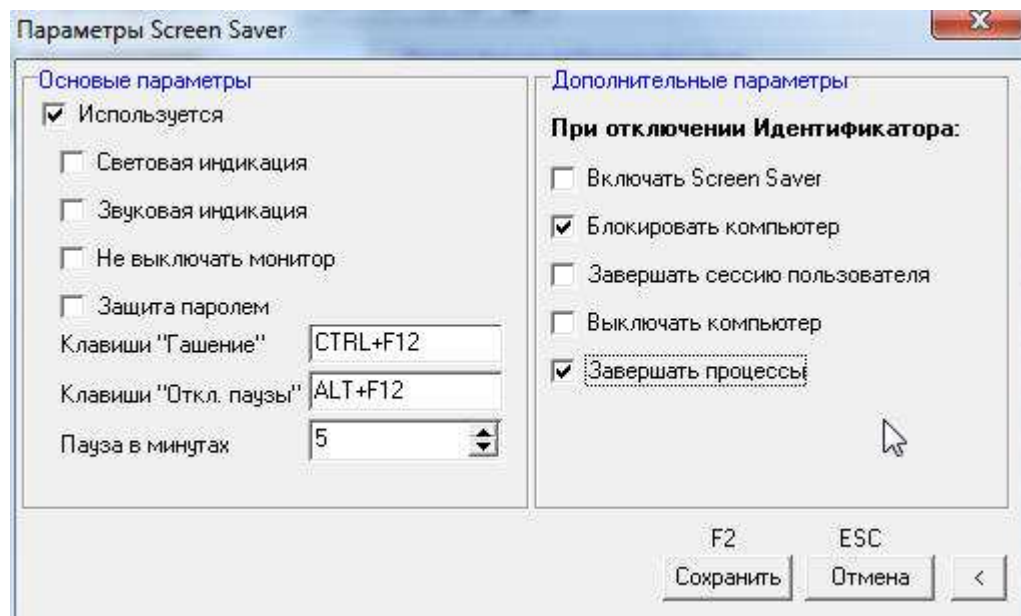 Параметры Screen Saver
Основые параметры
Используется
Световая индикация
Звуковая индикация
Не выключать монитор
Защита паролем
Клавиши "Гашение" CTRL+F12
Клавиши "Откл. паузы" ALT+F12
Пауза в минутах 5
Дополнительные параметры
При отключении Идентификатора:
Включать Screen Saver
Блокировать компьютер
Завершать сессию пользователя
Выключать компьютер
Завершать процессы
F2 ESC
Сохранить Отмена <